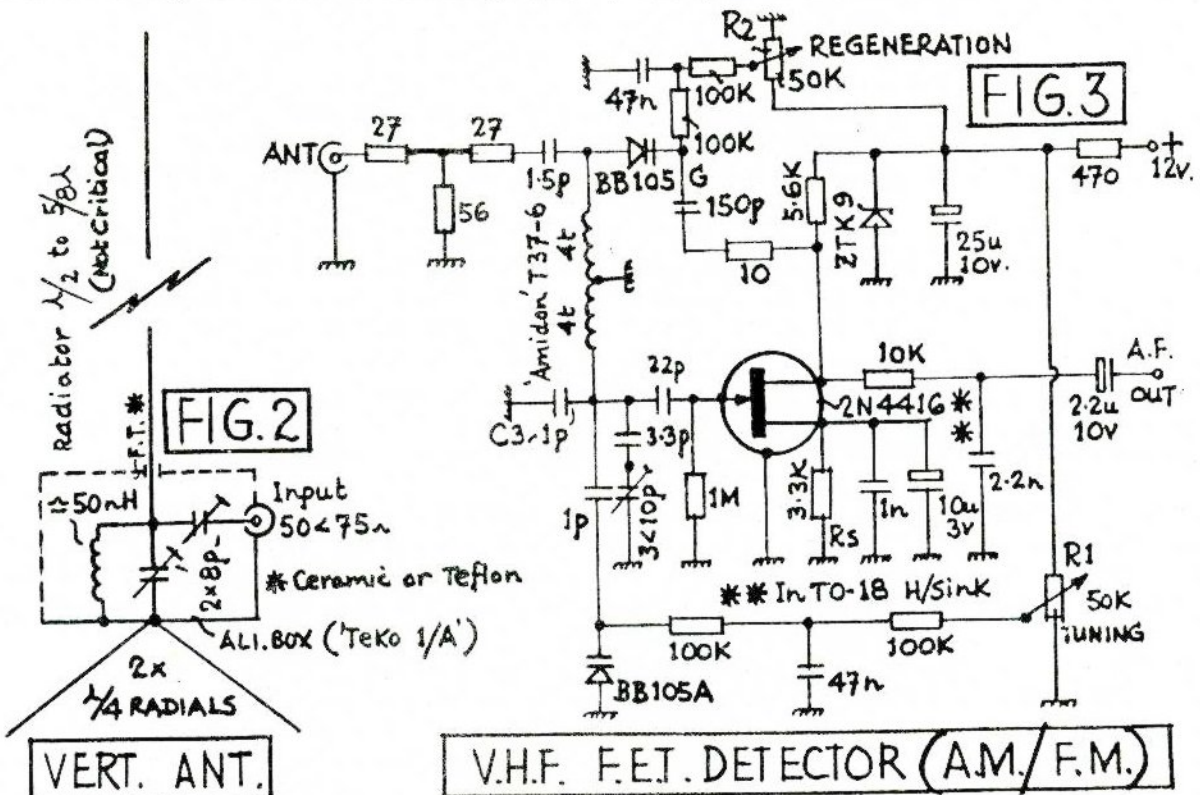 Radiator λ/2 to 5/8λ
(Not Critical)
F.T.*
FIG.2
≏50nH
Input
50<75Ω
2x8p
*Ceramic or Teflon
ALI.BOX ('Teko 1/A')
2x
λ/4 RADIALS
VERT. ANT.
R2
REGENERATION
50K
FIG.3
47n
100K
100K
ANT
27
27
1.5p
BB105 G
56
150p
10
5.6K
ZTK9
25u
10v.
470
+
12v.
'Amidon' T37-6
4t
4t
C3~1p
22p
3.3p
1p
3<10p
1M
2N4416 **
10K
A.F.
OUT
2.2u
10v
3.3K
Rs
1n
10u
3v
2.2n
** In TO-18 H/Sink
R1
50K
TUNING
100K
100K
47n
BB105A
V.H.F. F.E.T. DETECTOR (A.M./F.M.)